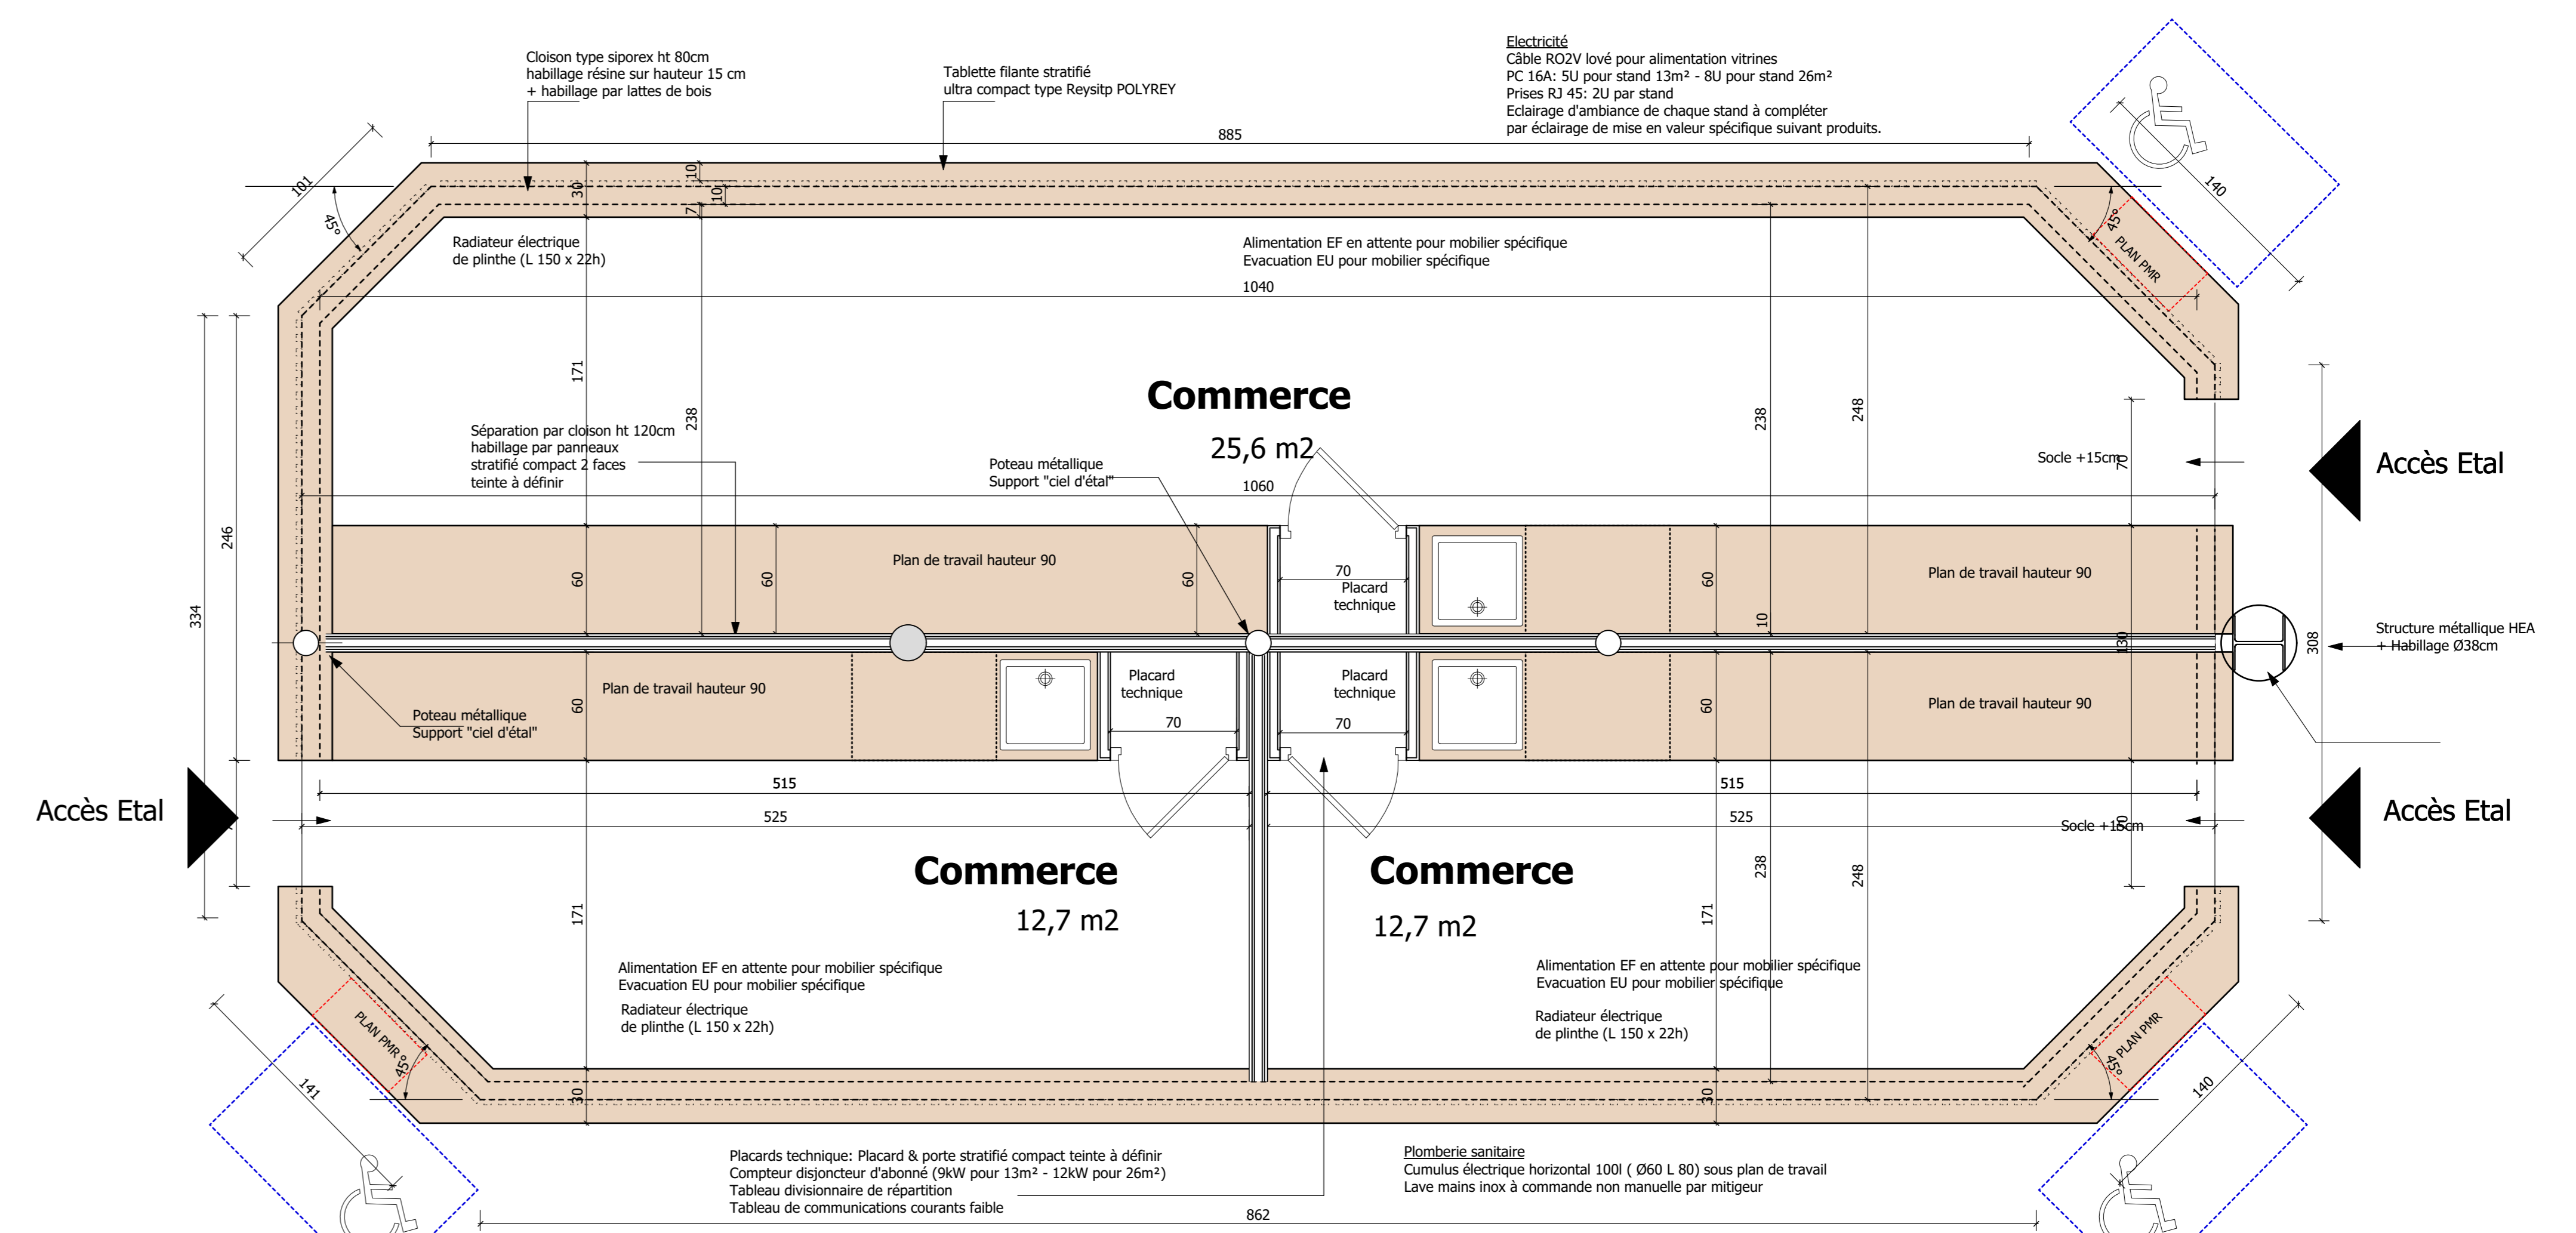 Cloison type siporex ht 80cm
habillage résine sur hauteur 15 cm
+ habillage par lattes de bois
Tablette filante stratifié
ultra compact type Reysitp POLYREY
Electricité
Câble RO2V lové pour alimentation vitrines
PC 16A: 5U pour stand 13m² - 8U pour stand 26m²
Prises RJ 45: 2U par stand
Eclairage d'ambiance de chaque stand à compléter
par éclairage de mise en valeur spécifique suivant produits.
885
101
45°
30
10
10
7
140
45°
PLAN PMR
Radiateur électrique
de plinthe (L 150 x 22h)
Alimentation EF en attente pour mobilier spécifique
Evacuation EU pour mobilier spécifique
1040
171
238
238
248
Commerce
25,6 m2
Séparation par cloison ht 120cm
habillage par panneaux
stratifié compact 2 faces
teinte à définir
Poteau métallique
Support "ciel d'étal"
1060
Socle +15cm
70
Accès Etal
334
246
60
60
60
Plan de travail hauteur 90
70
Placard
technique
60
10
Plan de travail hauteur 90
130
308
Structure métallique HEA
+ Habillage Ø38cm
60
Plan de travail hauteur 90
Placard
technique
70
Placard
technique
70
60
Plan de travail hauteur 90
Poteau métallique
Support "ciel d'étal"
515
515
Accès Etal
525
525
Socle +15cm
Accès Etal
Commerce
12,7 m2
Commerce
12,7 m2
171
171
238
248
Alimentation EF en attente pour mobilier spécifique
Evacuation EU pour mobilier spécifique
Radiateur électrique
de plinthe (L 150 x 22h)
Alimentation EF en attente pour mobilier spécifique
Evacuation EU pour mobilier spécifique
Radiateur électrique
de plinthe (L 150 x 22h)
PLAN PMR
45°
141
30
30
PLAN PMR
45°
140
Placards technique: Placard & porte stratifié compact teinte à définir
Compteur disjoncteur d'abonné (9kW pour 13m² - 12kW pour 26m²)
Tableau divisionnaire de répartition
Tableau de communications courants faible
Plomberie sanitaire
Cumulus électrique horizontal 100l ( Ø60 L 80) sous plan de travail
Lave mains inox à commande non manuelle par mitigeur
862